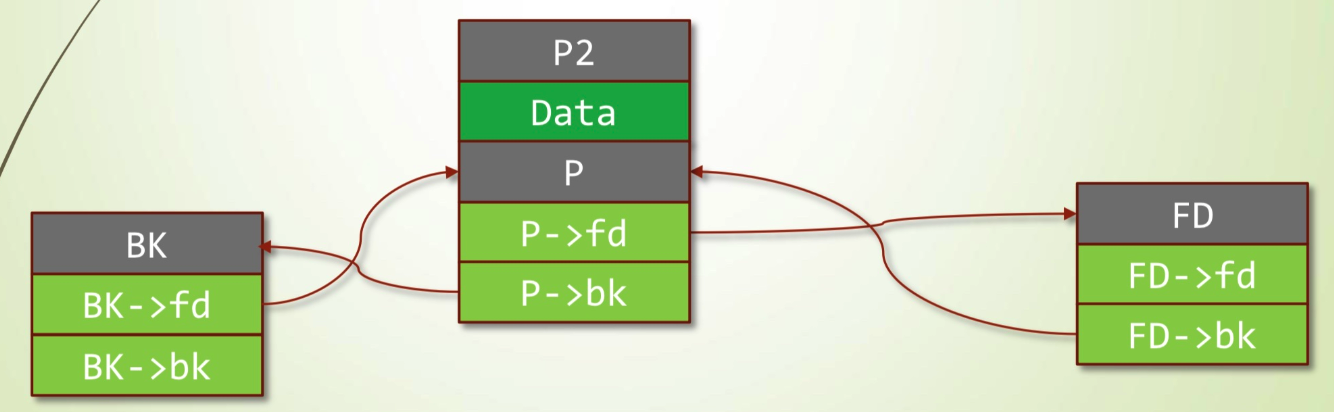 P2
Data
P
P->fd
P->bk
BK
BK->fd
BK->bk
FD
FD->fd
FD->bk